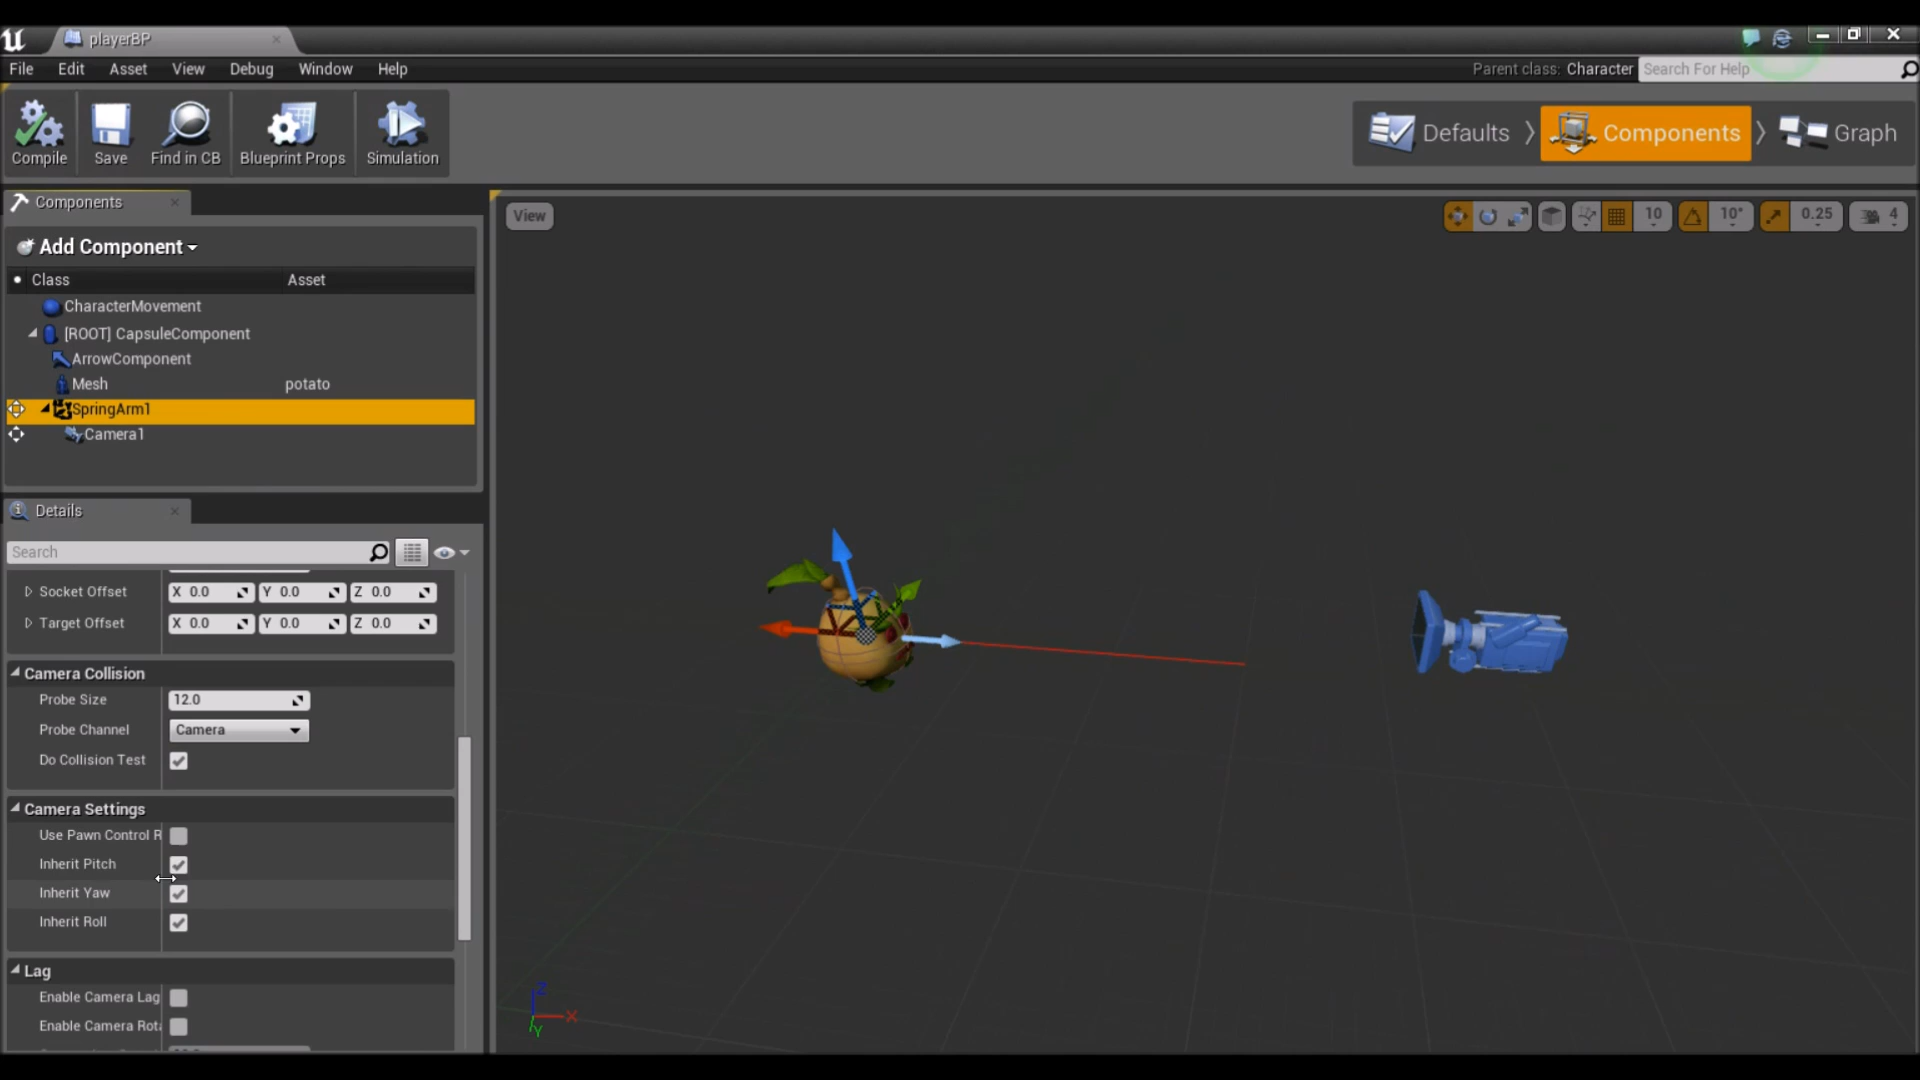 playerBP
File Edit Asset View Debug Window Help
Parent class: Character Search For Help
Compile Save Find in CB Blueprint Props Simulation
Defaults Components Graph
Components
View
10 10° 0.25 4
Add Component
Class Asset
CharacterMovement
[ROOT] CapsuleComponent
ArrowComponent
Mesh potato
SpringArm1
Camera1
Details
Search
Socket Offset X 0.0 Y 0.0 Z 0.0
Target Offset X 0.0 Y 0.0 Z 0.0
Camera Collision
Probe Size 12.0
Probe Channel Camera
Do Collision Test
Camera Settings
Use Pawn Control R
Inherit Pitch
Inherit Yaw
Inherit Roll
Lag
Enable Camera Lag
Enable Camera Rota
Z
X
Y